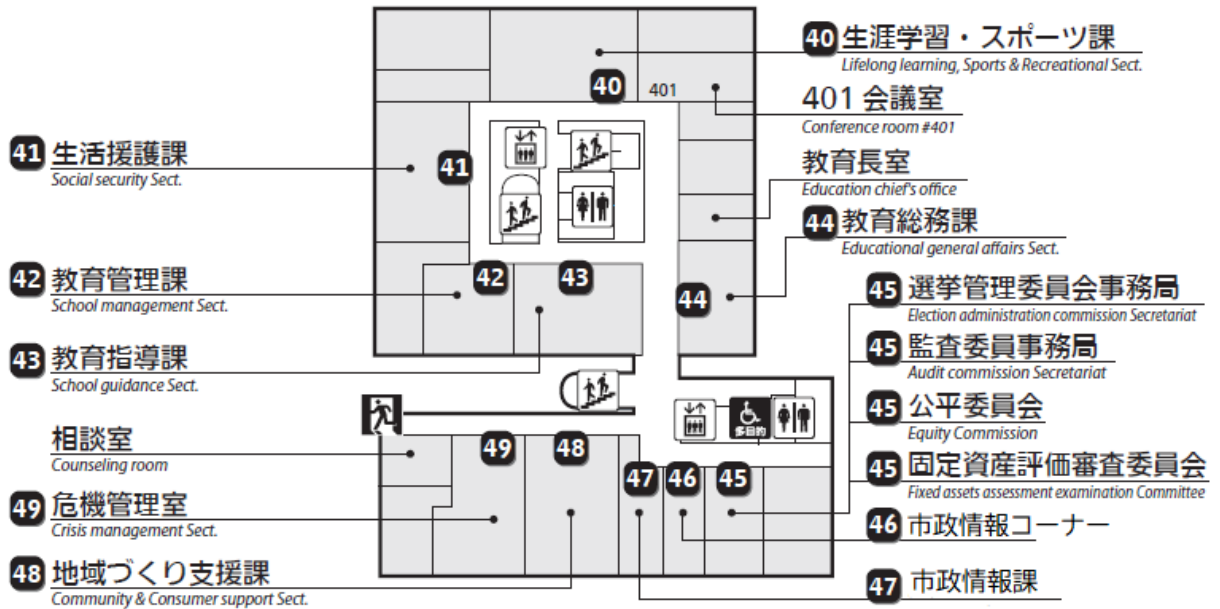 40 生涯学習・スポーツ課
Lifelong learning, Sports & Recreational Sect.
401 会議室
Conference room #401
教育長室
Education chief's office
44 教育総務課
Educational general affairs Sect.
45 選挙管理委員会事務局
Election administration commission Secretariat
45 監査委員事務局
Audit commission Secretariat
45 公平委員会
Equity Commission
45 固定資産評価審査委員会
Fixed assets assessment examination Committee
46 市政情報コーナー
47 市政情報課
41 生活援護課
Social security Sect.
42 教育管理課
School management Sect.
43 教育指導課
School guidance Sect.
相談室
Counseling room
49 危機管理室
Crisis management Sect.
48 地域づくり支援課
Community & Consumer support Sect.
40
401
41
42
43
44
多目的
49
48
47
46
45